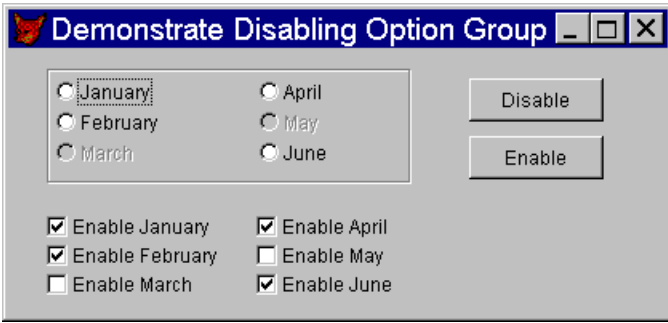 Demonstrate Disabling Option Group
January
April
Disable
February
May
March
June
Enable
Enable January
Enable April
Enable February
Enable May
Enable March
Enable June